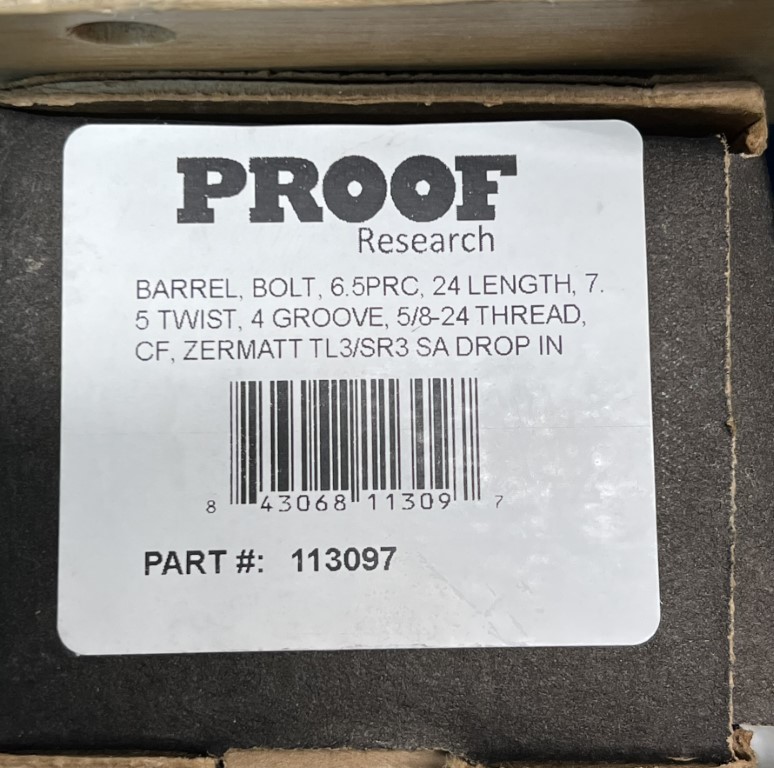 PROOF
Research
BARREL, BOLT, 6.5PRC, 24 LENGTH, 7.
5 TWIST, 4 GROOVE, 5/8-24 THREAD,
CF, ZERMATT TL3/SR3 SA DROP IN
8 43068 11309 7
PART #: 113097